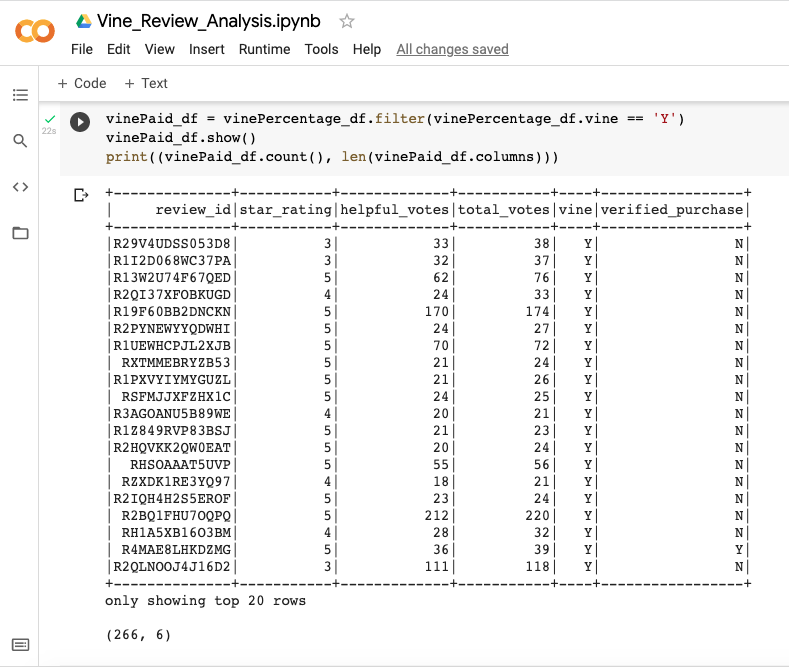 Vine_Review_Analysis.ipynb
File Edit View Insert Runtime Tools Help All changes saved
+ Code + Text
22s
vinePaid_df = vinePercentage_df.filter(vinePercentage_df.vine == 'Y')
vinePaid_df.show()
print((vinePaid_df.count(), len(vinePaid_df.columns)))
+--------------+-----------+-------------+-----------+----+-----------------+
|     review_id|star_rating|helpful_votes|total_votes|vine|verified_purchase|
+--------------+-----------+-------------+-----------+----+-----------------+
|R29V4UDSS053D8|          3|           33|         38|   Y|                N|
|R1I2D068WC37PA|          3|           32|         37|   Y|                N|
|R13W2U74F67QED|          5|           62|         76|   Y|                N|
|R2QI37XFOBKUGD|          4|           24|         33|   Y|                N|
|R19F60BB2DNCKN|          5|          170|        174|   Y|                N|
|R2PYNEWYYQDWHI|          5|           24|         27|   Y|                N|
|R1UEWHCPJL2XJB|          5|           70|         72|   Y|                N|
| RXTMMEBRYZB53|          5|           21|         24|   Y|                N|
|R1PXVYIYMYGUZL|          5|           21|         26|   Y|                N|
| RSFMJJXFZHX1C|          5|           24|         25|   Y|                N|
|R3AGOANU5B89WE|          4|           20|         21|   Y|                N|
|R1Z849RVP83BSJ|          5|           21|         23|   Y|                N|
|R2HQVKK2QW0EAT|          5|           20|         24|   Y|                N|
|  RHSOAAAT5UVP|          5|           55|         56|   Y|                N|
| RZXDK1RE3YQ97|          4|           18|         21|   Y|                N|
|R2IQH4H2S5EROF|          5|           23|         24|   Y|                N|
| R2BQ1FHU7OQPQ|          5|          212|        220|   Y|                N|
| RH1A5XB16O3BM|          4|           28|         32|   Y|                N|
| R4MAE8LHKDZMG|          5|           36|         39|   Y|                Y|
|R2QLNOOJ4J16D2|          3|          111|        118|   Y|                N|
+--------------+-----------+-------------+-----------+----+-----------------+
only showing top 20 rows
(266, 6)